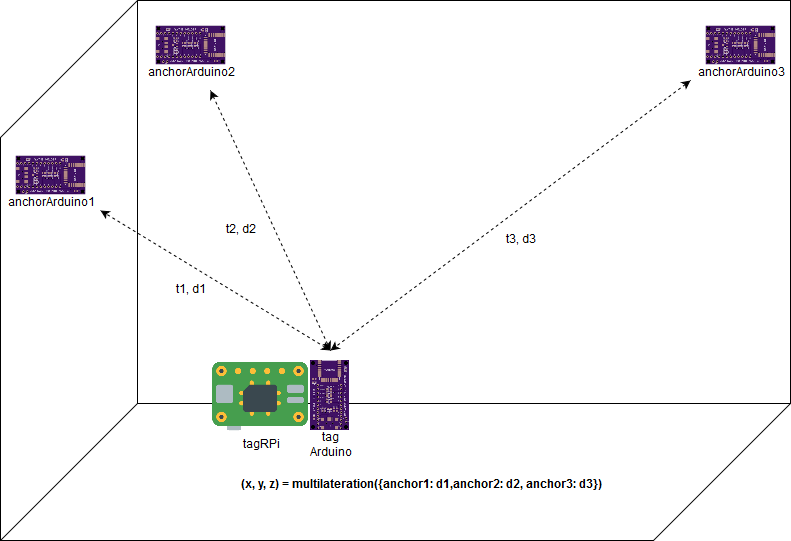 anchorArduino2
anchorArduino3
anchorArduino1
t2, d2
t3, d3
t1, d1
tagRPi
tag
Arduino
(x, y, z) = multilateration({anchor1: d1,anchor2: d2, anchor3: d3})